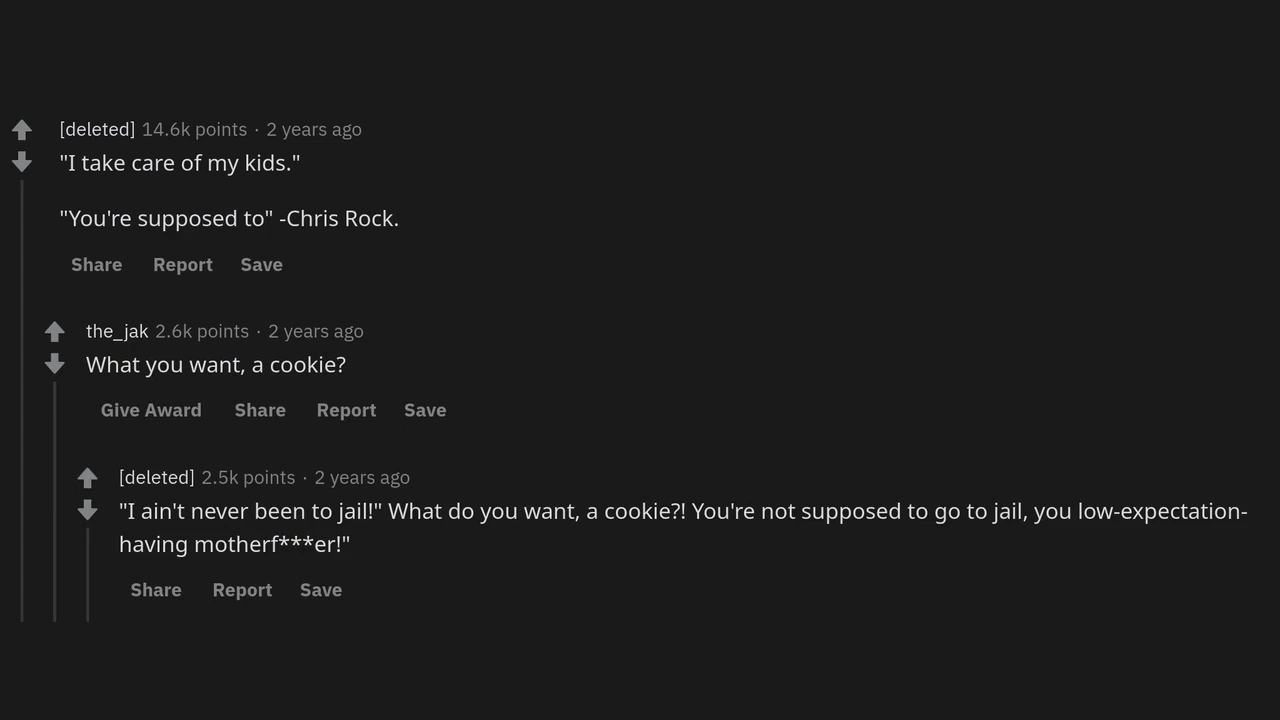 [deleted] 14.6k points · 2 years ago
"I take care of my kids."
"You're supposed to" -Chris Rock.
Share Report Save
the_jak 2.6k points · 2 years ago
What you want, a cookie?
Give Award Share Report Save
[deleted] 2.5k points · 2 years ago
"I ain't never been to jail!" What do you want, a cookie?! You're not supposed to go to jail, you low-expectation-
having motherf***er!"
Share Report Save